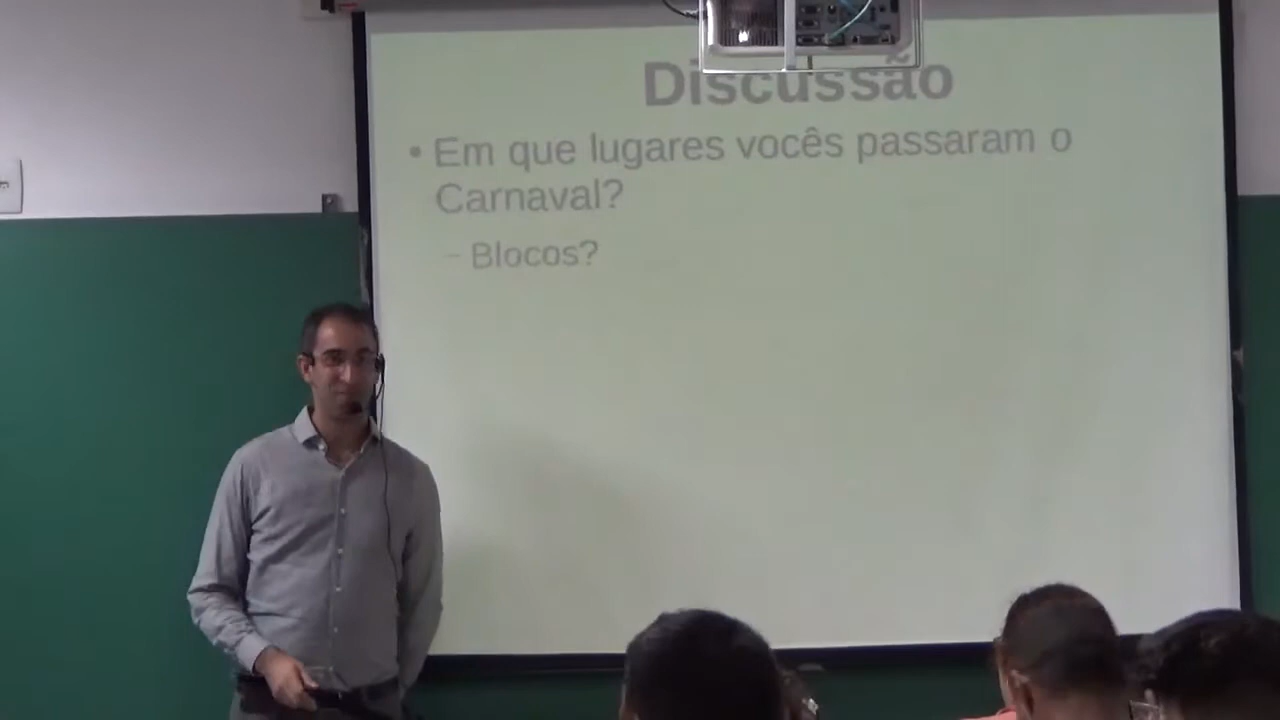 Discussão
• Em que lugares vocês passaram o
Carnaval?
– Blocos?